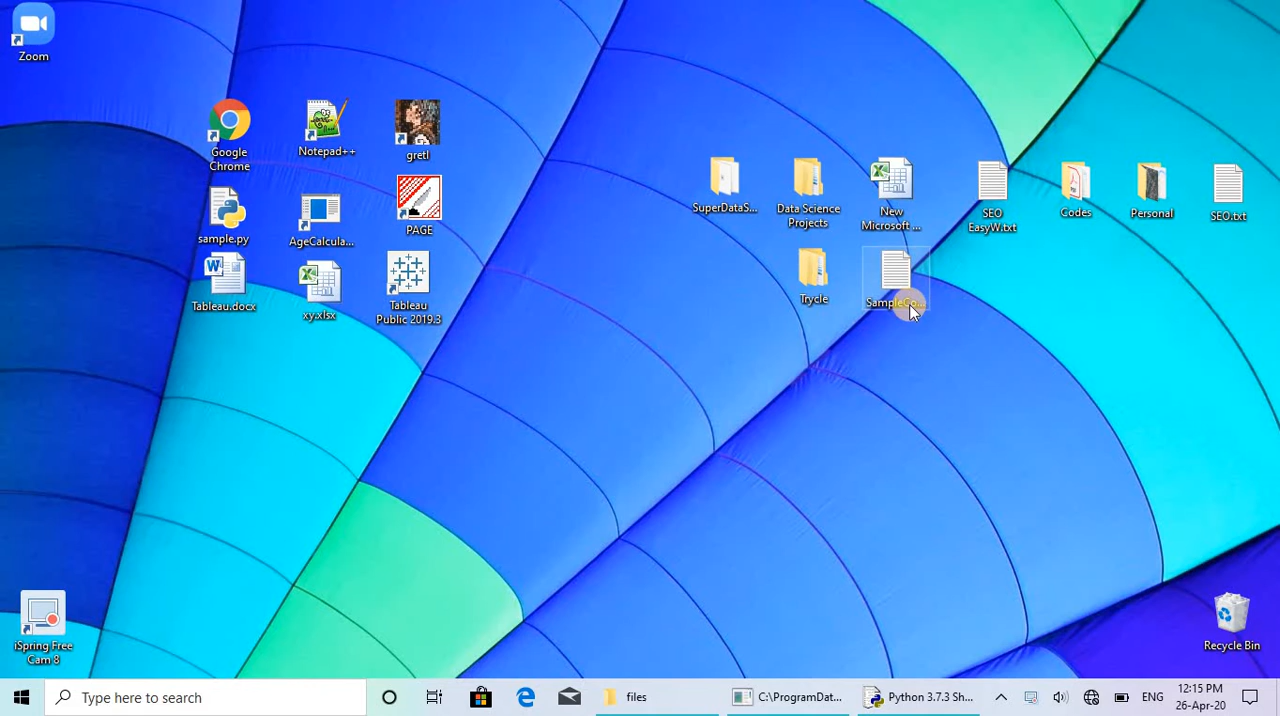 Zoom
Google
Chrome
Notepad++
gretl
sample.py
AgeCalcula...
PAGE
Tableau.docx
xy.xlsx
Tableau
Public 2019.3
SuperDataS...
Data Science
Projects
New
Microsoft ...
SEO
EasyW.txt
Codes
Personal
SEO.txt
Trycle
SampleCo...
iSpring Free
Cam 8
Recycle Bin
Type here to search
files
C:\ProgramDat...
Python 3.7.3 Sh...
ENG
12:15 PM
26-Apr-20